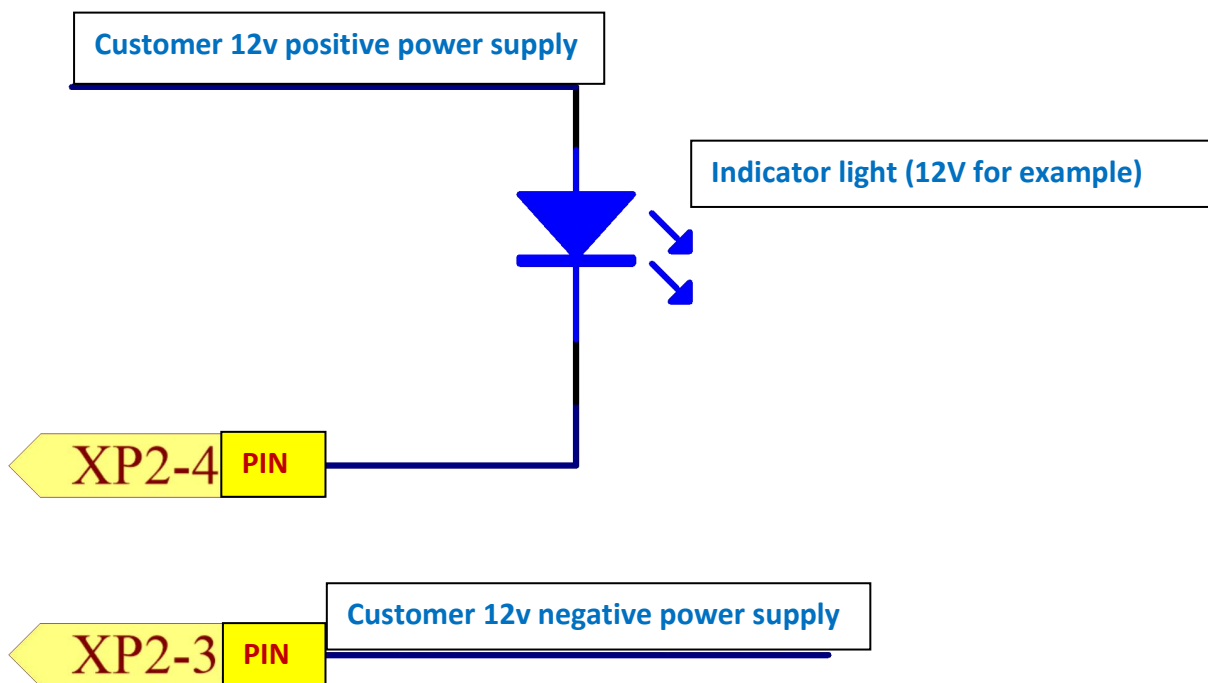 Customer 12v positive power supply
Indicator light (12V for example)
XP2-4 PIN
Customer 12v negative power supply
XP2-3 PIN